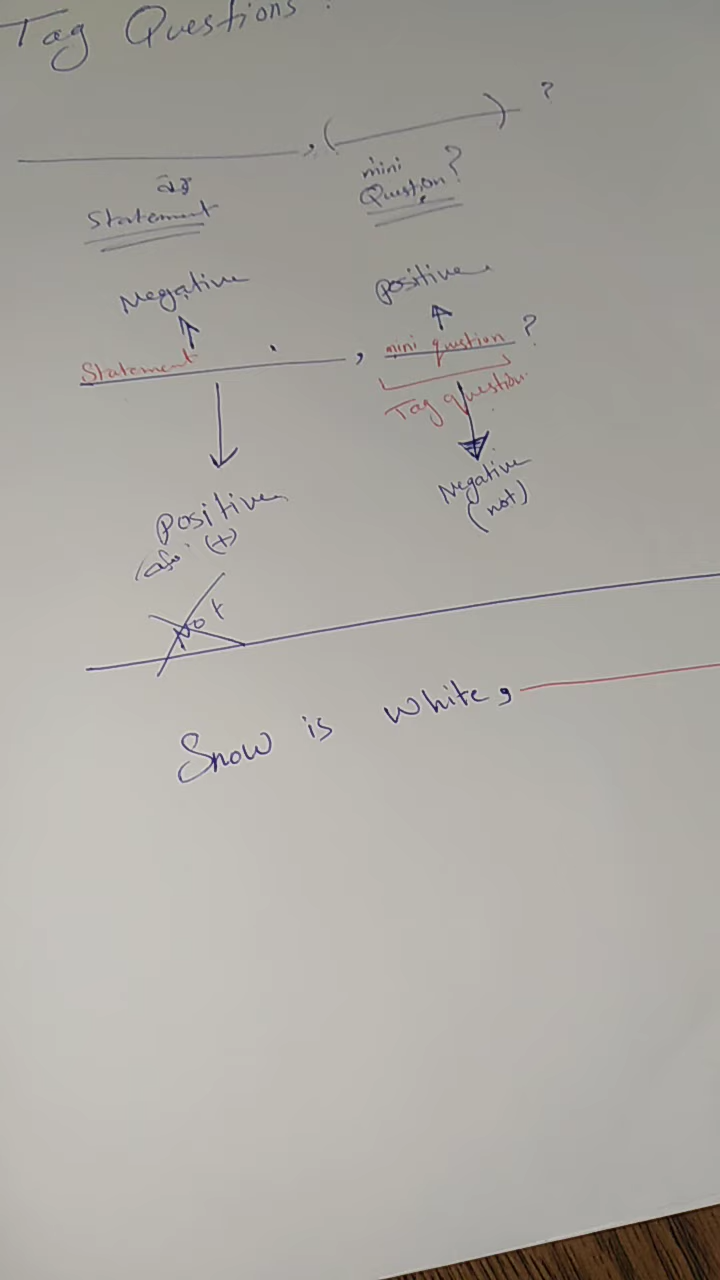 Tag Questions :
, ( ) ?
Statement
mini
Question?
Negative
Positive
Statement , mini question ?
Tag question
Positive
(+)
Negative
(not)
Not
Snow is white,